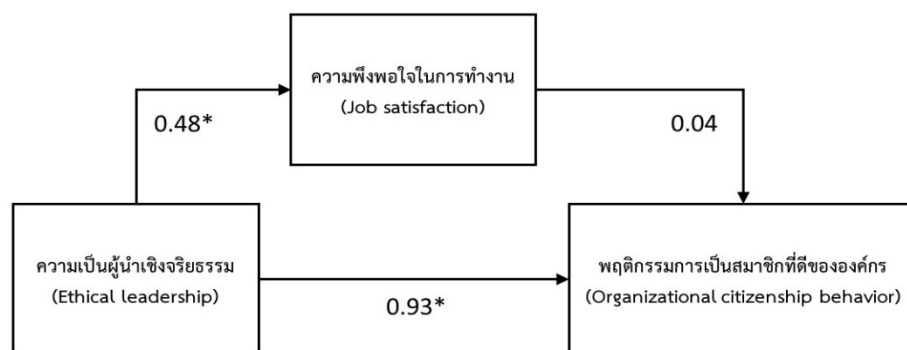 ความพึงพอใจในการทำงาน
(Job satisfaction)
0.48*
0.04
ความเป็นผู้นำเชิงจริยธรรม
(Ethical leadership)
พฤติกรรมการเป็นสมาชิกที่ดีขององค์กร
(Organizational citizenship behavior)
0.93*